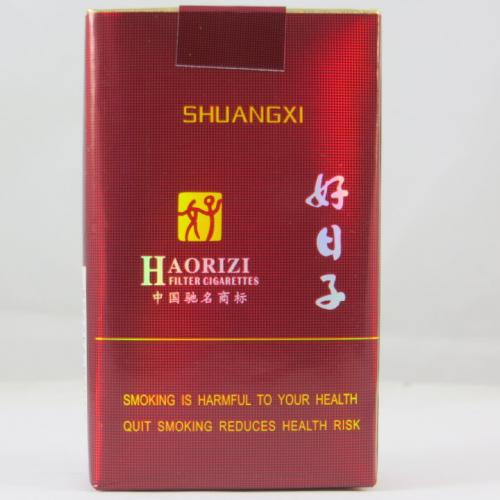 SHUANGXI
好日子
HAORIZI
FILTER CIGARETTES
中国驰名商标
SMOKING IS HARMFUL TO YOUR HEALTH
QUIT SMOKING REDUCES HEALTH RISK